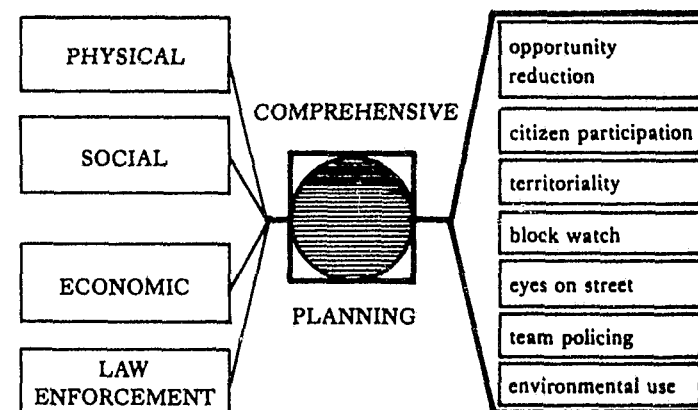 PHYSICAL
SOCIAL
ECONOMIC
LAW
ENFORCEMENT
COMPREHENSIVE
PLANNING
opportunity
reduction
citizen participation
territoriality
block watch
eyes on street
team policing
environmental use